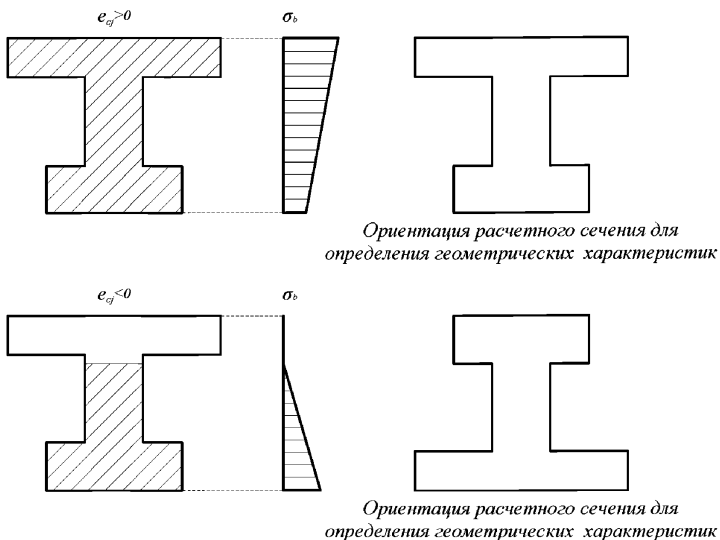 e_cj>0
σ_b
Ориентация расчетного сечения для
определения геометрических характеристик
e_cj<0
σ_b
Ориентация расчетного сечения для
определения геометрических характеристик